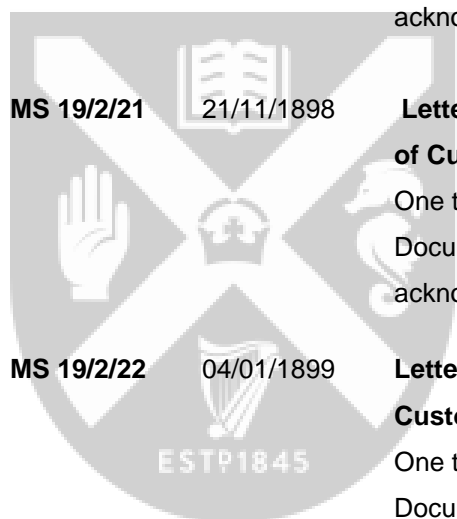 ackno
MS 19/2/21 21/11/1898 Lette
of Cu
One t
Docu
ackno
MS 19/2/22 04/01/1899 Lette
Custo
One t
ESTD1845
Docu